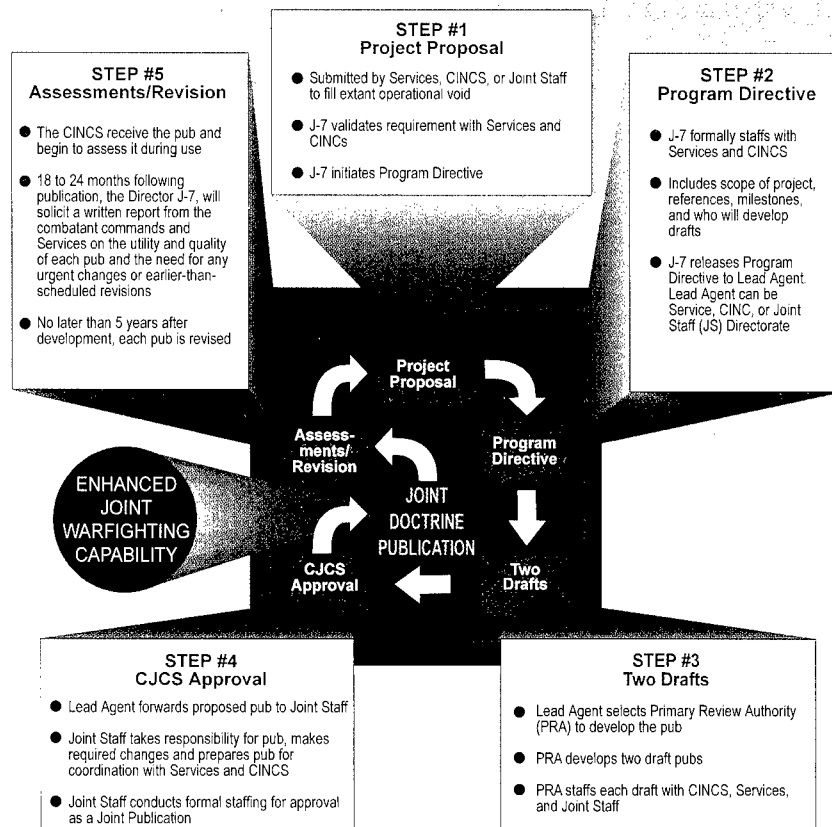 STEP #1
Project Proposal
● Submitted by Services, CINCS, or Joint Staff
to fill extant operational void
● J-7 validates requirement with Services and
CINCs
● J-7 initiates Program Directive
STEP #5
Assessments/Revision
● The CINCS receive the pub and
begin to assess it during use
● 18 to 24 months following
publication, the Director J-7, will
solicit a written report from the
combatant commands and
Services on the utility and quality
of each pub and the need for any
urgent changes or earlier-than-
scheduled revisions
● No later than 5 years after
development, each pub is revised
STEP #2
Program Directive
● J-7 formally staffs with
Services and CINCS
● Includes scope of project,
references, milestones,
and who will develop
drafts
● J-7 releases Program
Directive to Lead Agent.
Lead Agent can be
Service, CINC, or Joint
Staff (JS) Directorate
Project
Proposal
Assess-
ments/
Revision
Program
Directive
JOINT
DOCTRINE
PUBLICATION
CJCS
Approval
Two
Drafts
ENHANCED
JOINT
WARFIGHTING
CAPABILITY
STEP #4
CJCS Approval
● Lead Agent forwards proposed pub to Joint Staff
● Joint Staff takes responsibility for pub, makes
required changes and prepares pub for
coordination with Services and CINCS
● Joint Staff conducts formal staffing for approval
as a Joint Publication
STEP #3
Two Drafts
● Lead Agent selects Primary Review Authority
(PRA) to develop the pub
● PRA develops two draft pubs
● PRA staffs each draft with CINCS, Services,
and Joint Staff